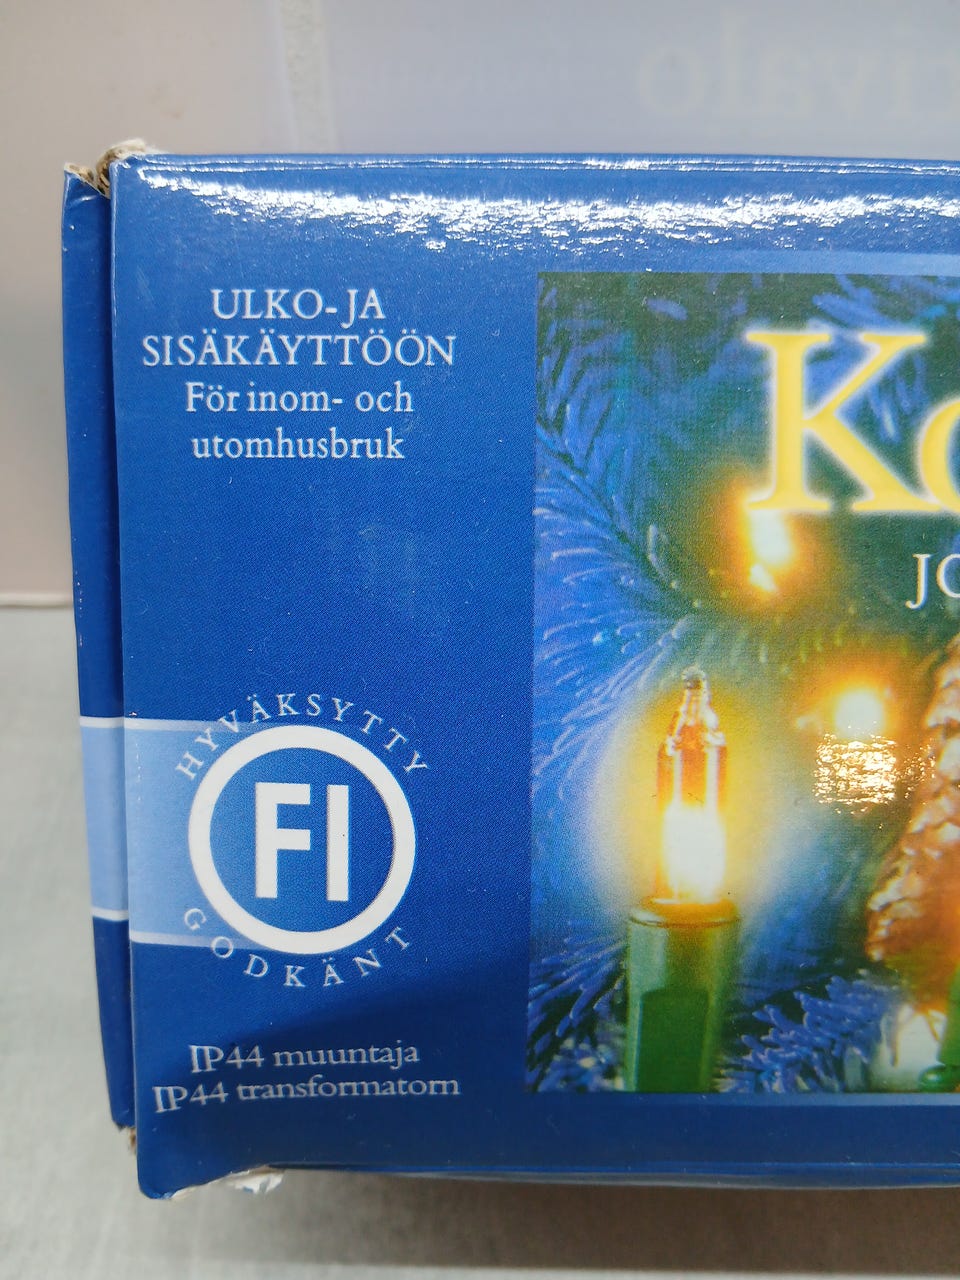 ULKO- JA
SISÄKÄYTTÖÖN
För inom- och
utomhusbruk
HYVÄKSYTTY
FI
GODKÄNT
IP44 muuntaja
IP44 transformatorn